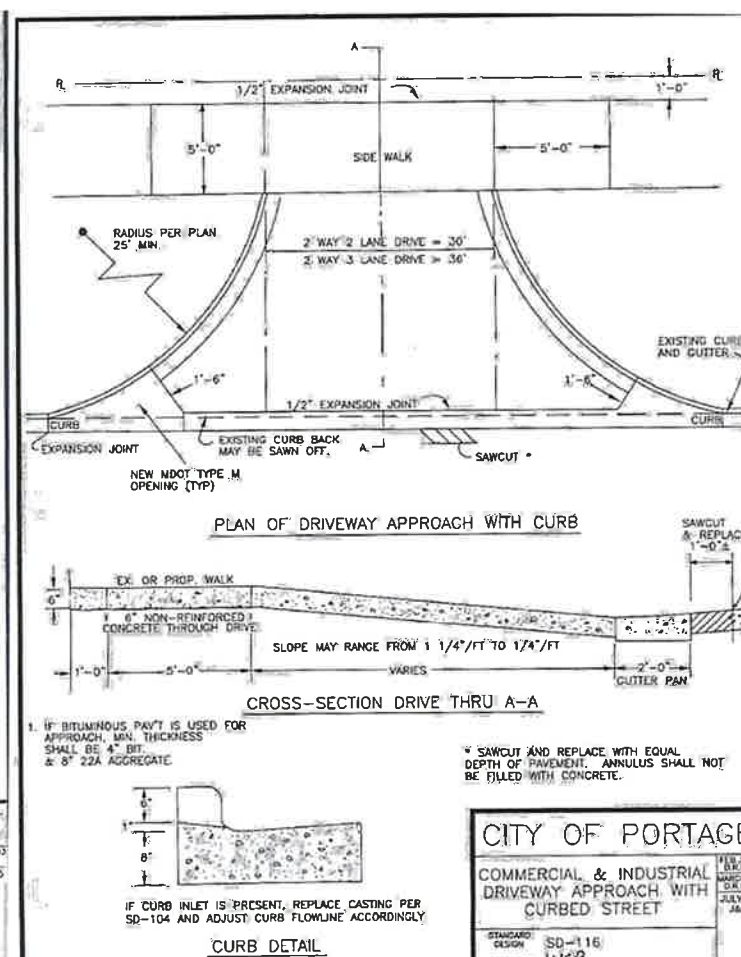 A
PL
PL
1/2" EXPANSION JOINT
1'-0"
5'-0"
SIDE WALK
5'-0"
RADIUS PER PLAN
25' MIN.
2 WAY 2 LANE DRIVE = 30'
2 WAY 3 LANE DRIVE = 36'
EXISTING CURB
AND GUTTER
1'-6"
1'-6"
1/2" EXPANSION JOINT
CURB
CURB
EXPANSION JOINT
EXISTING CURB BACK
MAY BE SAWN OFF.
A
SAWCUT *
NEW MDOT TYPE M
OPENING (TYP)
PLAN OF DRIVEWAY APPROACH WITH CURB
SAWCUT
& REPLAC
1'-0"±
EX. OR PROP. WALK
6"
6" NON-REINFORCED
CONCRETE THROUGH DRIVE
SLOPE MAY RANGE FROM 1 1/4"/FT TO 1/4"/FT
1'-0"
5'-0"
VARIES
2'-0"
GUTTER PAN
CROSS-SECTION DRIVE THRU A-A
1. IF BITUMINOUS PAV'T IS USED FOR
APPROACH, MIN. THICKNESS
SHALL BE 4" BIT.
& 8" 22A AGGREGATE
* SAWCUT AND REPLACE WITH EQUAL
DEPTH OF PAVEMENT. ANNULUS SHALL NOT
BE FILLED WITH CONCRETE.
6"
1"
8"
IF CURB INLET IS PRESENT, REPLACE CASTING PER
SD-104 AND ADJUST CURB FLOWLINE ACCORDINGLY
CURB DETAIL
CITY OF PORTAGE
COMMERCIAL & INDUSTRIAL
DRIVEWAY APPROACH WITH
CURBED STREET
JULY
STANDARD
DESIGN
SD-116